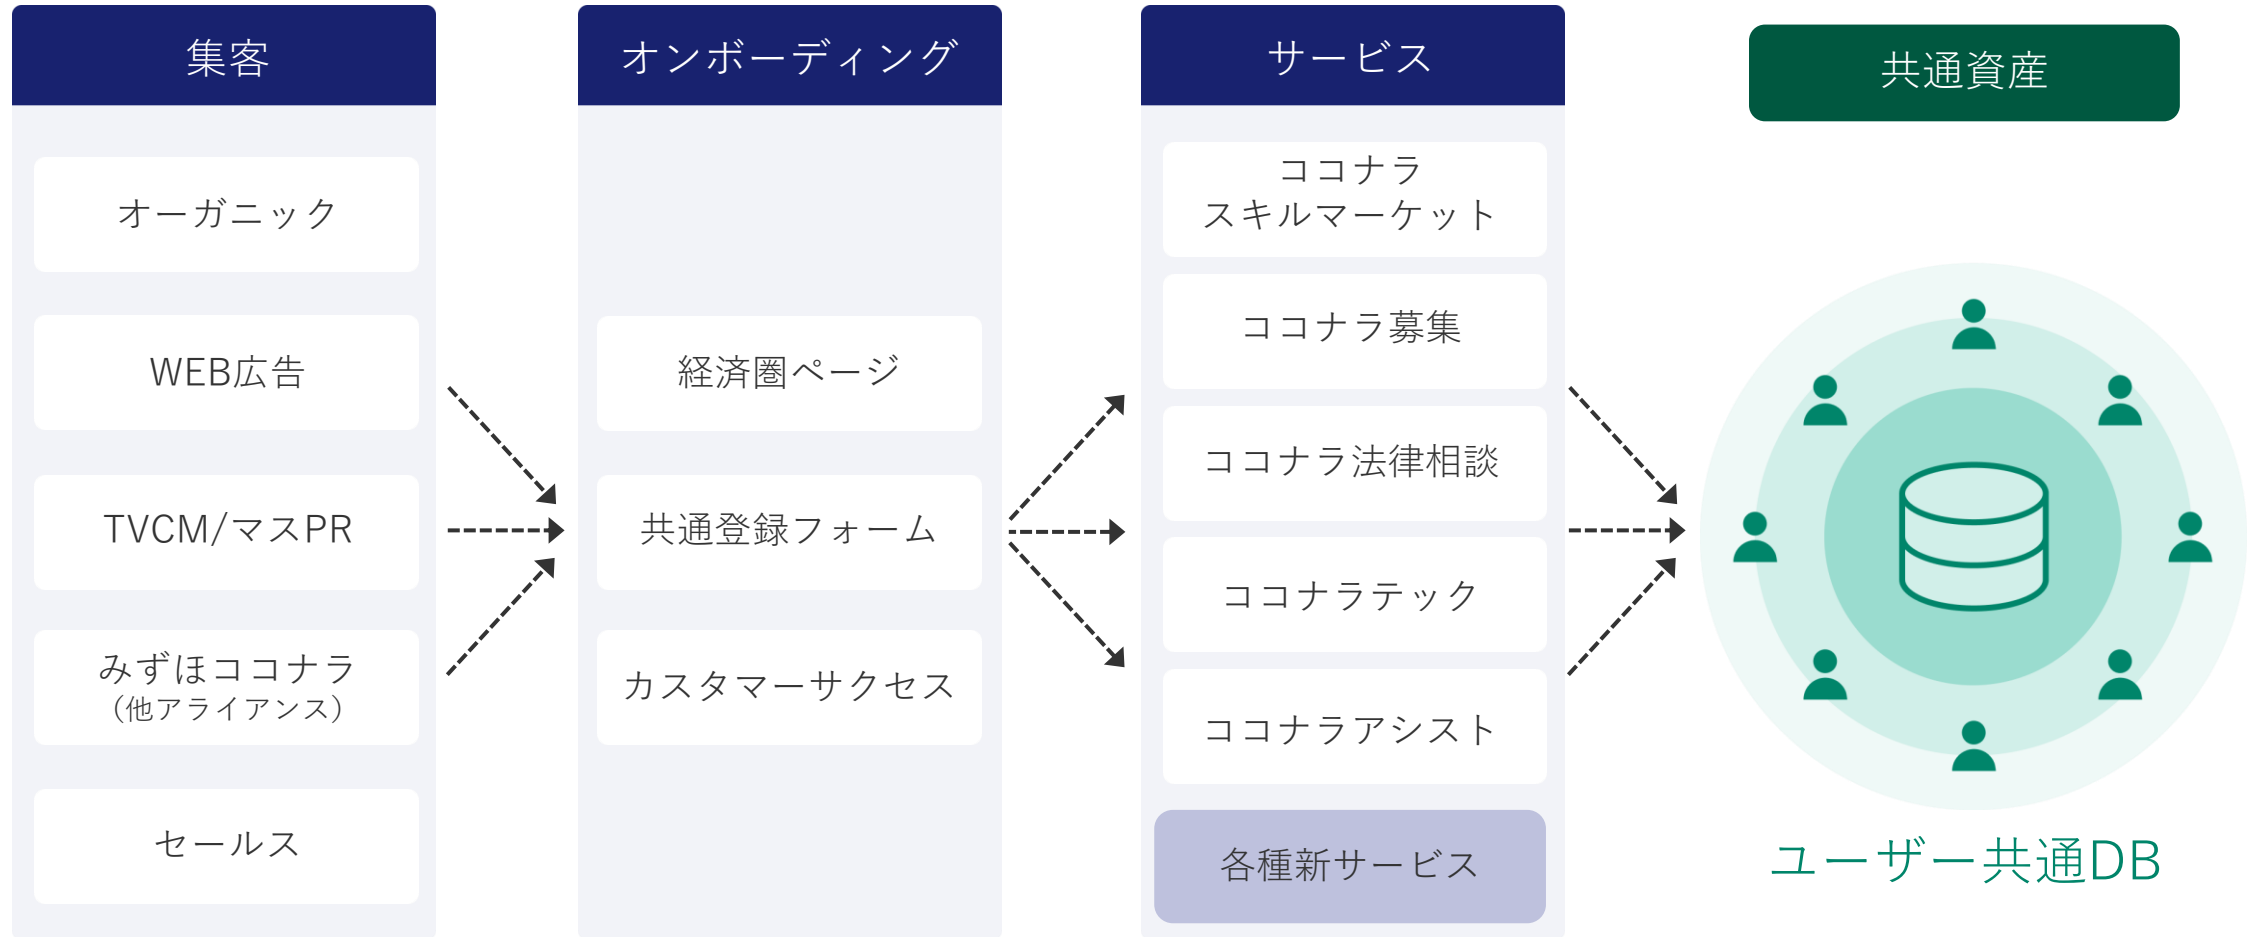 集客
オーガニック
WEB広告
TVCM/マスPR
みずほココナラ
（他アライアンス）
セールス
オンボーディング
経済圏ページ
共通登録フォーム
カスタマーサクセス
サービス
ココナラ
スキルマーケット
ココナラ募集
ココナラ法律相談
ココナラテック
ココナラアシスト
各種新サービス
共通資産
ユーザー共通DB